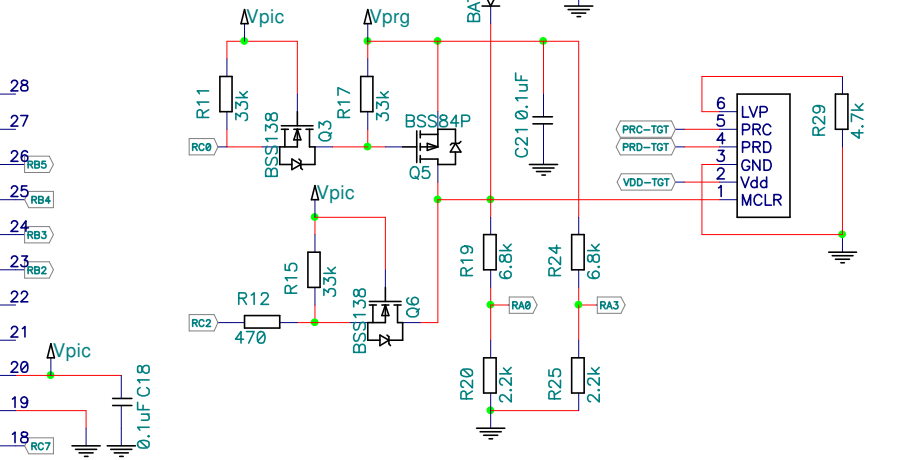 Vpic
Vprg
BAT
28
R11
33k
R17
33k
C21 0.1uF
LVP
6
PRC
5
PRD
4
GND
3
Vdd
2
MCLR
1
R29
4.7k
27
BSS138
Q3
BSS84P
Q5
PRC-TGT
PRD-TGT
VDD-TGT
RC0
26
RB5
25
RB4
Vpic
24
RB3
23
RB2
R15
33k
R19
6.8k
R24
6.8k
22
R12
470
BSS138
Q6
RA0
RA3
RC2
21
Vpic
20
0.1uF C18
R20
2.2k
R25
2.2k
19
18
RC7